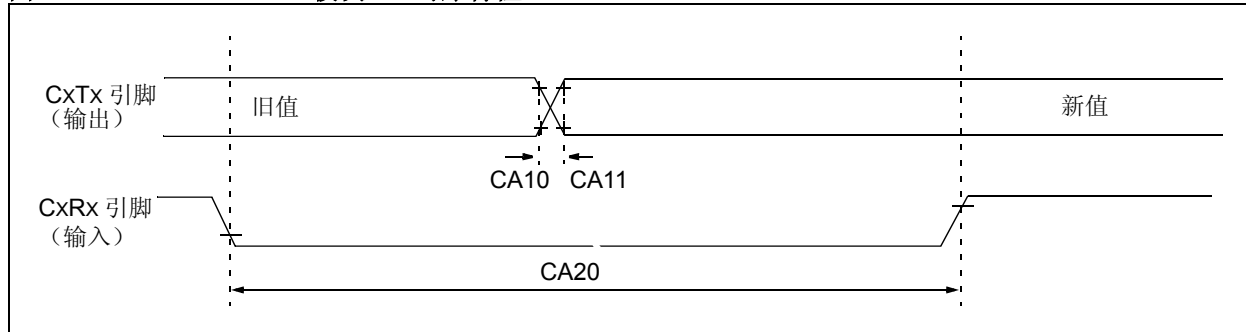 CxTx 引脚
（输出）
旧值
新值
CA10 CA11
CxRx 引脚
（输入）
CA20